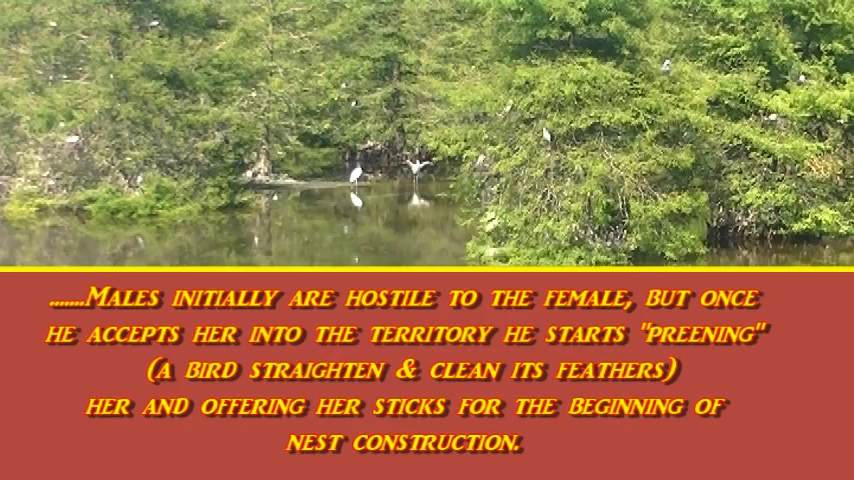 .......Males initially are hostile to the female, but once
he accepts her into the territory he starts "preening"
(a bird straighten & clean its feathers)
her and offering her sticks for the beginning of
nest construction.